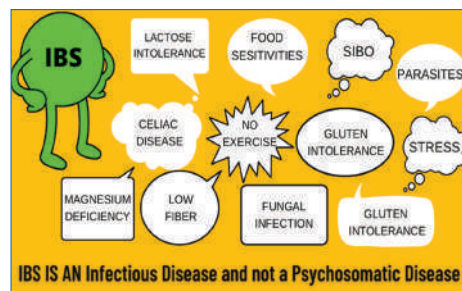 IBS
LACTOSE
INTOLERANCE
FOOD
SESITIVITIES
SIBO
PARASITES
CELIAC
DISEASE
NO
EXERCISE
GLUTEN
INTOLERANCE
STRESS,
MAGNESIUM
DEFICIENCY
LOW
FIBER
FUNGAL
INFECTION
GLUTEN
INTOLERANCE
IBS IS AN Infectious Disease and not a Psychosomatic Disease